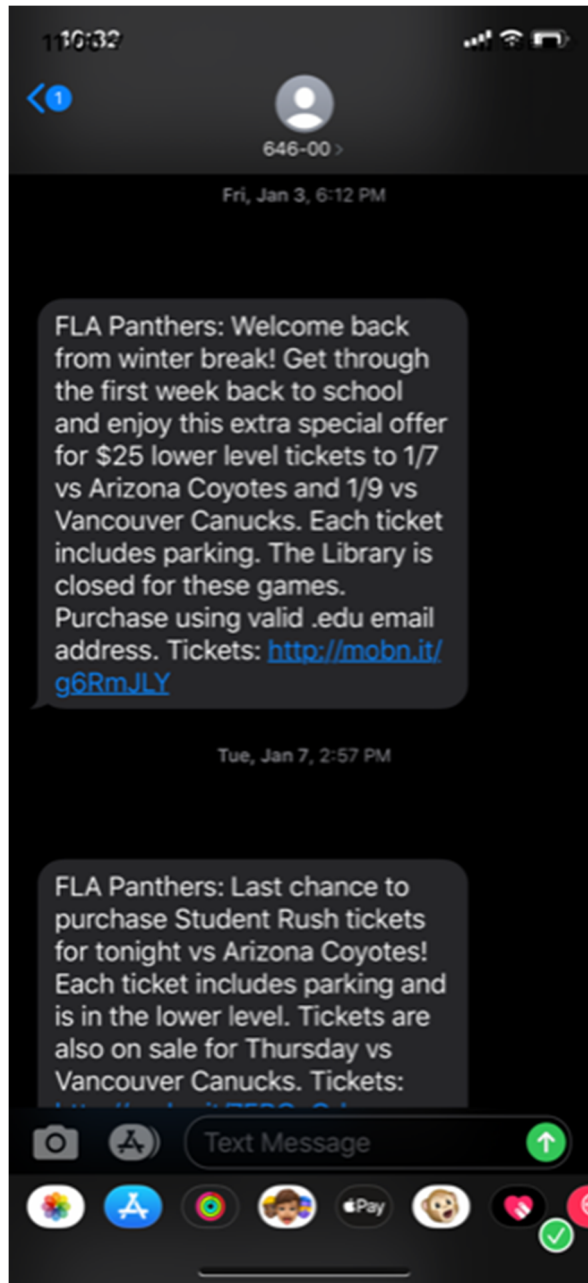 1
646-00 >
Fri, Jan 3, 6:12 PM
FLA Panthers: Welcome back
from winter break! Get through
the first week back to school
and enjoy this extra special offer
for $25 lower level tickets to 1/7
vs Arizona Coyotes and 1/9 vs
Vancouver Canucks. Each ticket
includes parking. The Library is
closed for these games.
Purchase using valid .edu email
address. Tickets: http://mobn.it/
g6RmJLY
Tue, Jan 7, 2:57 PM
FLA Panthers: Last chance to
purchase Student Rush tickets
for tonight vs Arizona Coyotes!
Each ticket includes parking and
is in the lower level. Tickets are
also on sale for Thursday vs
Vancouver Canucks. Tickets:
Text Message
Pay